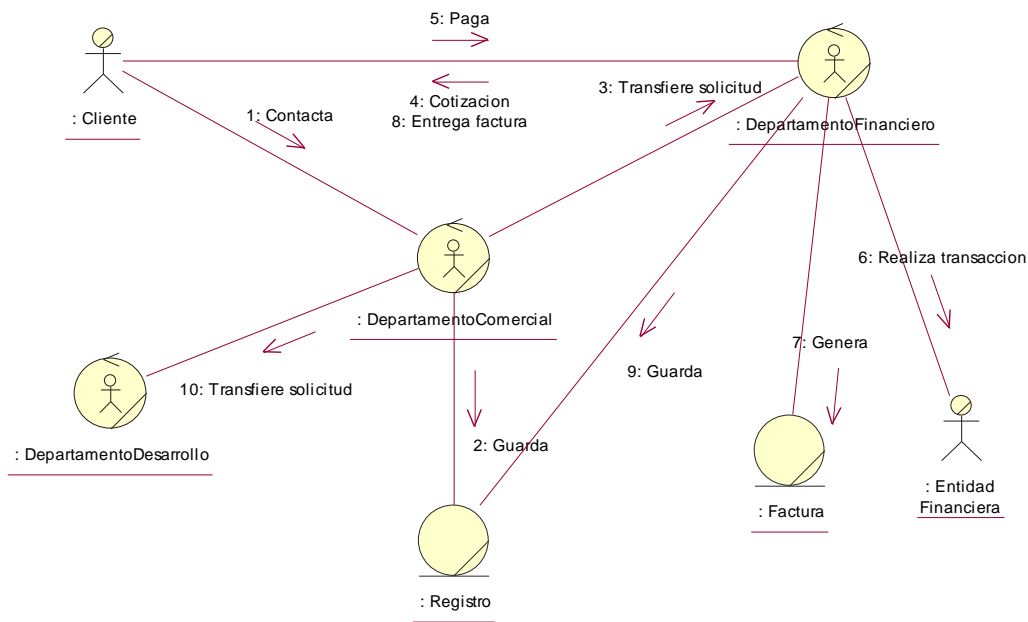 5: Paga
4: Cotizacion
8: Entrega factura
3: Transfiere solicitud
: Cliente
1: Contacta
: DepartamentoFinanciero
6: Realiza transaccion
: DepartamentoComercial
7: Genera
9: Guarda
10: Transfiere solicitud
2: Guarda
: DepartamentoDesarrollo
: Entidad
Financiera
: Factura
: Registro